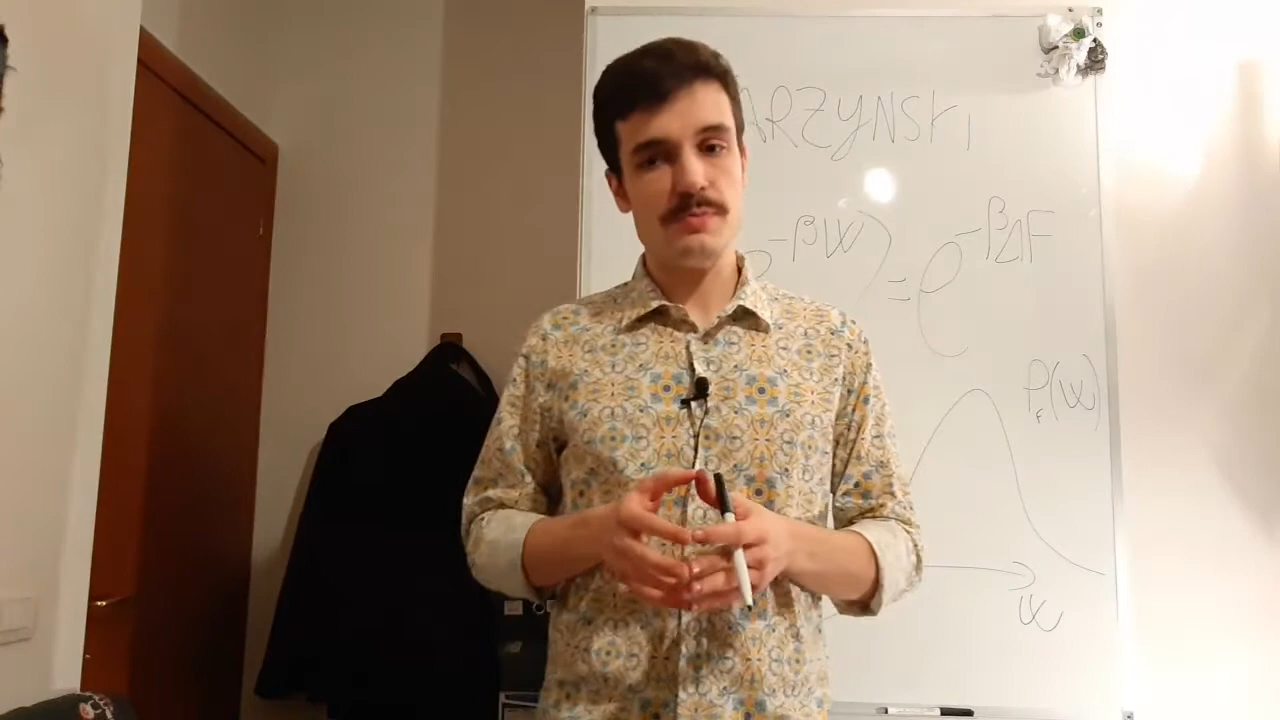 ARZYNSKI
e^{-βW}⟩ = e^{-βΔF}
P_F(W)
W